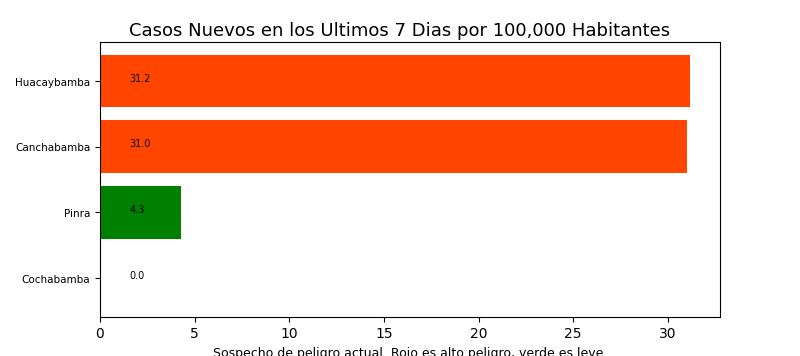 Casos Nuevos en los Ultimos 7 Dias por 100,000 Habitantes
Huacaybamba
31.2
Canchabamba
31.0
Pinra
4.3
Cochabamba
0.0
0 5 10 15 20 25 30
Sospecho de peligro actual. Rojo es alto peligro, verde es leve